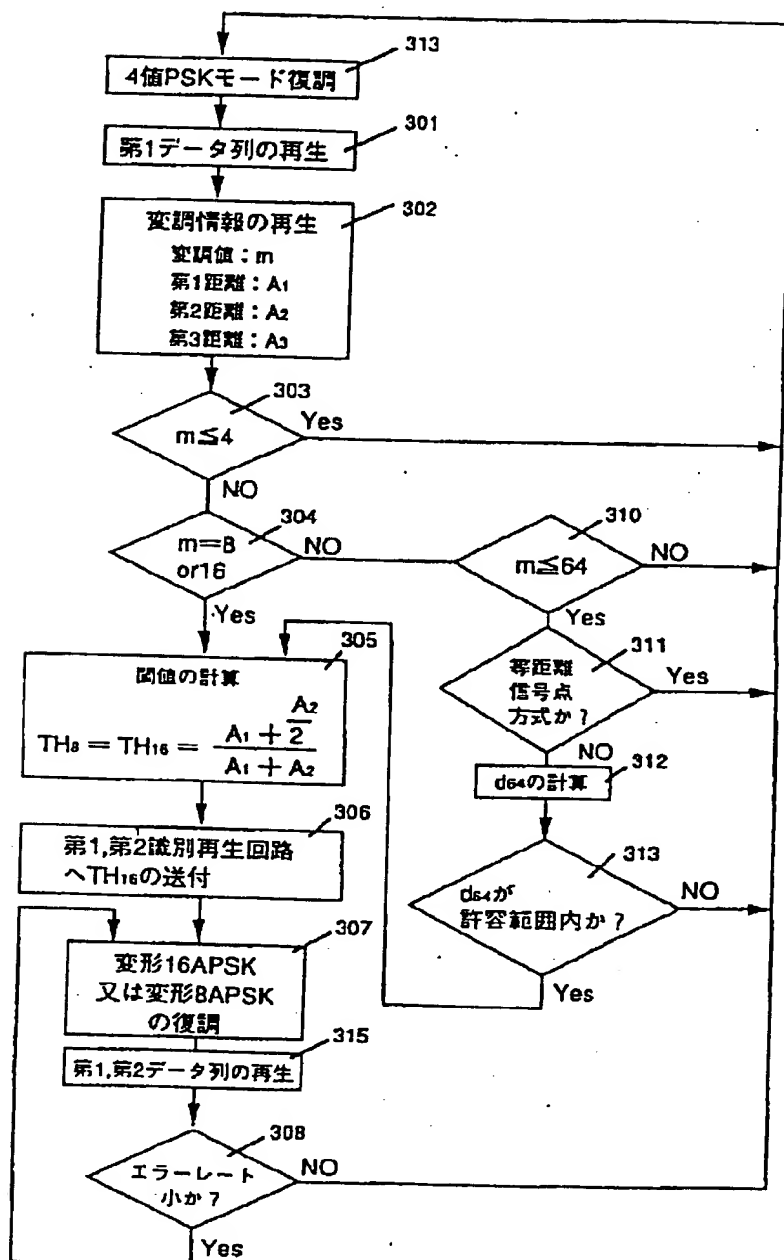 313
4値PSKモード復調
301
第1データ列の再生
302
変調情報の再生
変調値：m
第1距離：A₁
第2距離：A₂
第3距離：A₃
303
m≦4
Yes
NO
304
m=8
or16
NO
Yes
310
m≦64
NO
Yes
311
等距離
信号点
方式か？
Yes
NO
312
d₆₄の計算
313
d₆₄が
許容範囲内か？
NO
Yes
305
閾値の計算
TH₈ = TH₁₆ = (A₁ + A₂/2)/(A₁ + A₂)
306
第1,第2識別再生回路
へTH₁₆の送付
307
変形16APSK
又は変形8APSK
の復調
315
第1,第2データ列の再生
308
エラーレート
小か？
NO
Yes